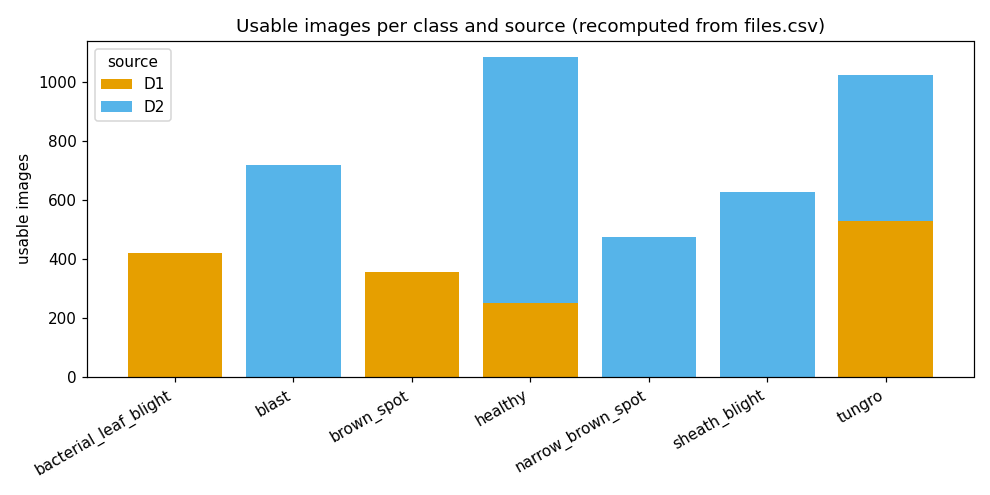 Usable images per class and source (recomputed from files.csv)
source
D1
D2
usable images
1000
800
600
400
200
0
bacterial_leaf_blight
blast
brown_spot
healthy
narrow_brown_spot
sheath_blight
tungro